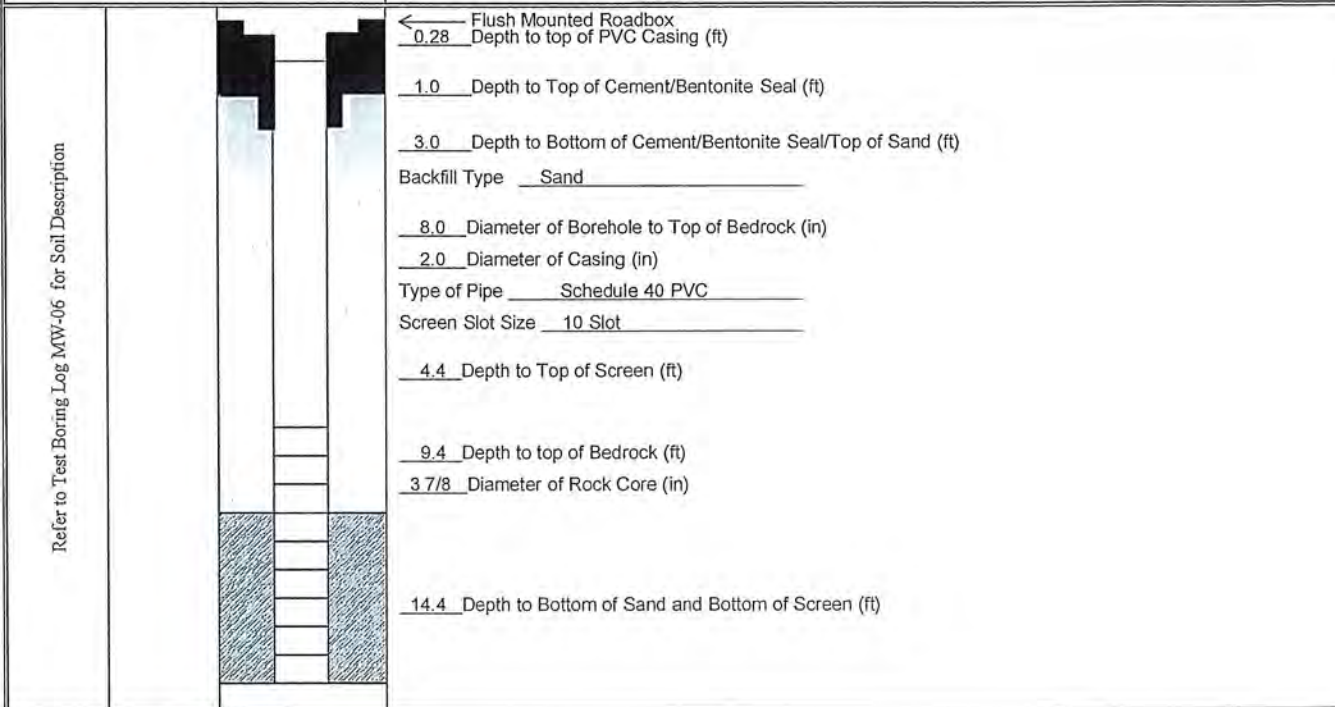 Flush Mounted Roadbox
0.28 Depth to top of PVC Casing (ft)
1.0 Depth to Top of Cement/Bentonite Seal (ft)
3.0 Depth to Bottom of Cement/Bentonite Seal/Top of Sand (ft)
Backfill Type Sand
8.0 Diameter of Borehole to Top of Bedrock (in)
2.0 Diameter of Casing (in)
Type of Pipe Schedule 40 PVC
Screen Slot Size 10 Slot
4.4 Depth to Top of Screen (ft)
9.4 Depth to top of Bedrock (ft)
3 7/8 Diameter of Rock Core (in)
14.4 Depth to Bottom of Sand and Bottom of Screen (ft)
Refer to Test Boring Log MW-06 for Soil Description